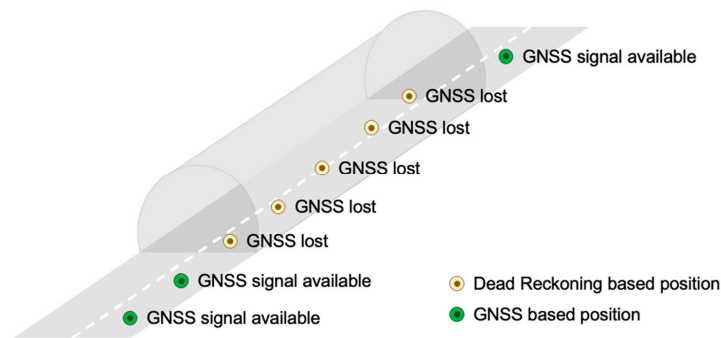 GNSS signal available
GNSS lost
GNSS lost
GNSS lost
GNSS lost
GNSS lost
GNSS signal available
GNSS signal available
Dead Reckoning based position
GNSS based position